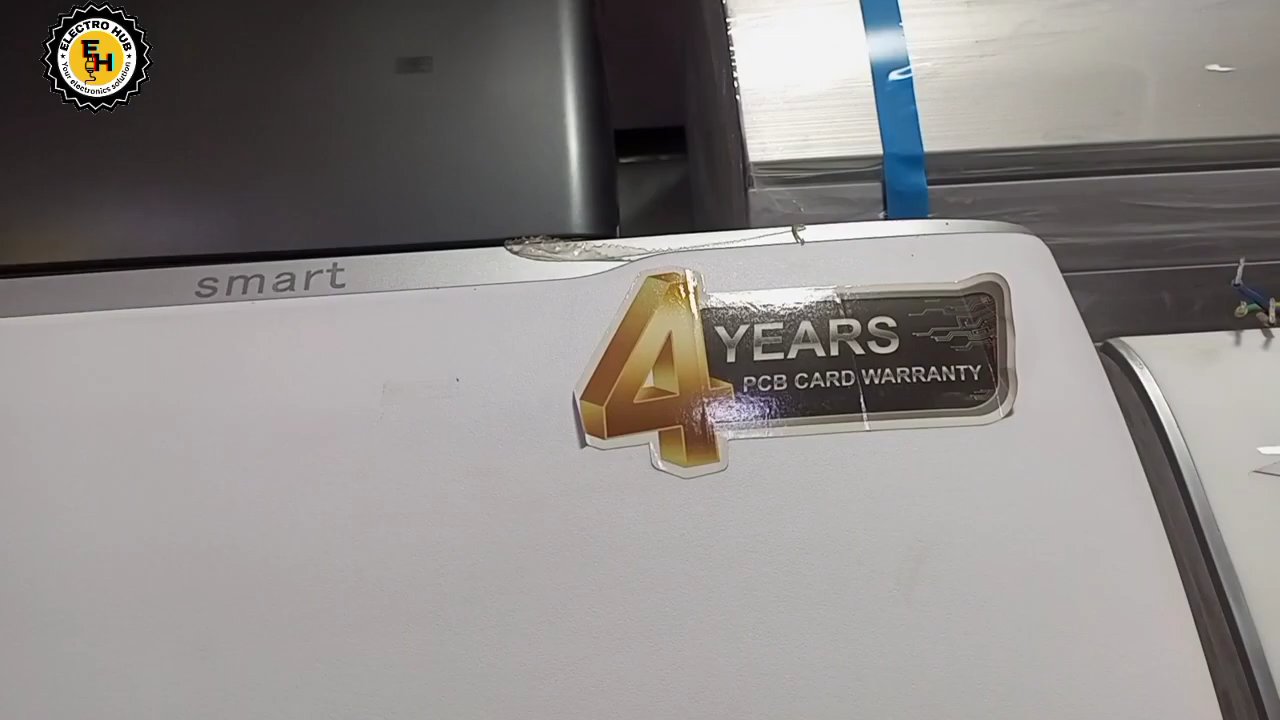 ELECTRO HUB
EH
Your electronics solution
smart
4 YEARS
PCB CARD WARRANTY